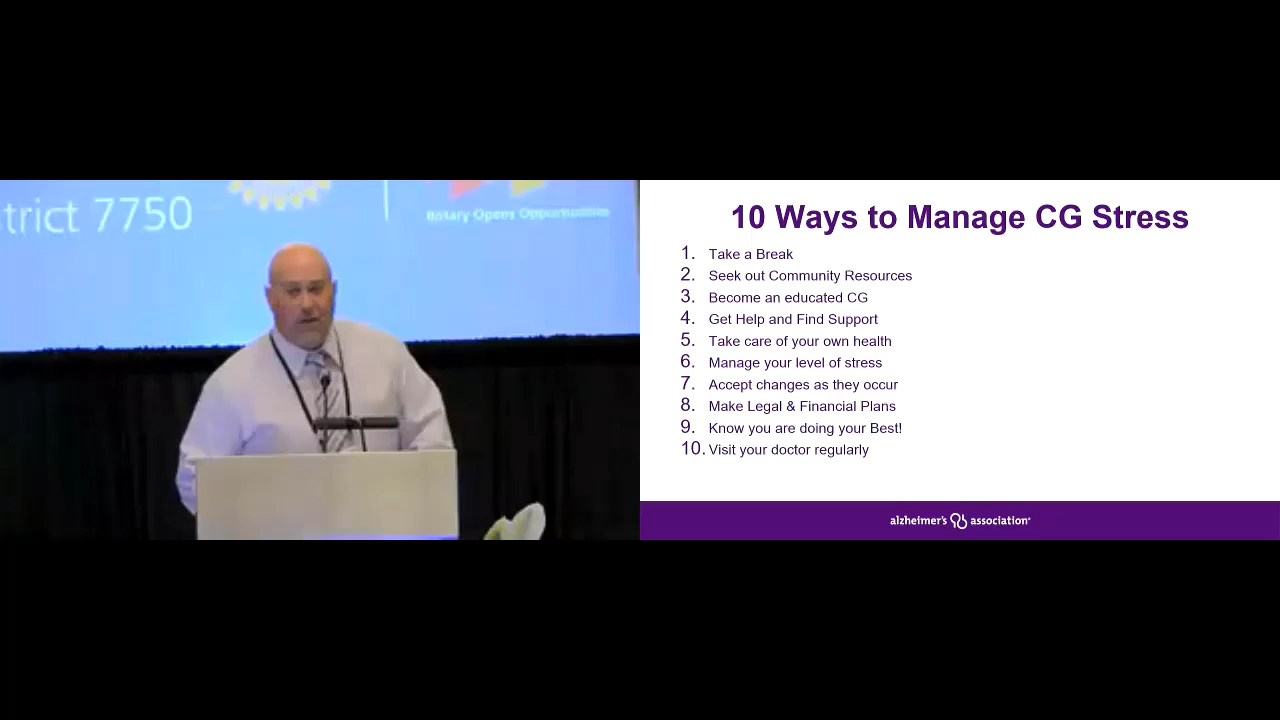 strict 7750
Rotary Opens Opportunities
10 Ways to Manage CG Stress
1. Take a Break
2. Seek out Community Resources
3. Become an educated CG
4. Get Help and Find Support
5. Take care of your own health
6. Manage your level of stress
7. Accept changes as they occur
8. Make Legal & Financial Plans
9. Know you are doing your Best!
10. Visit your doctor regularly
alzheimer's association®